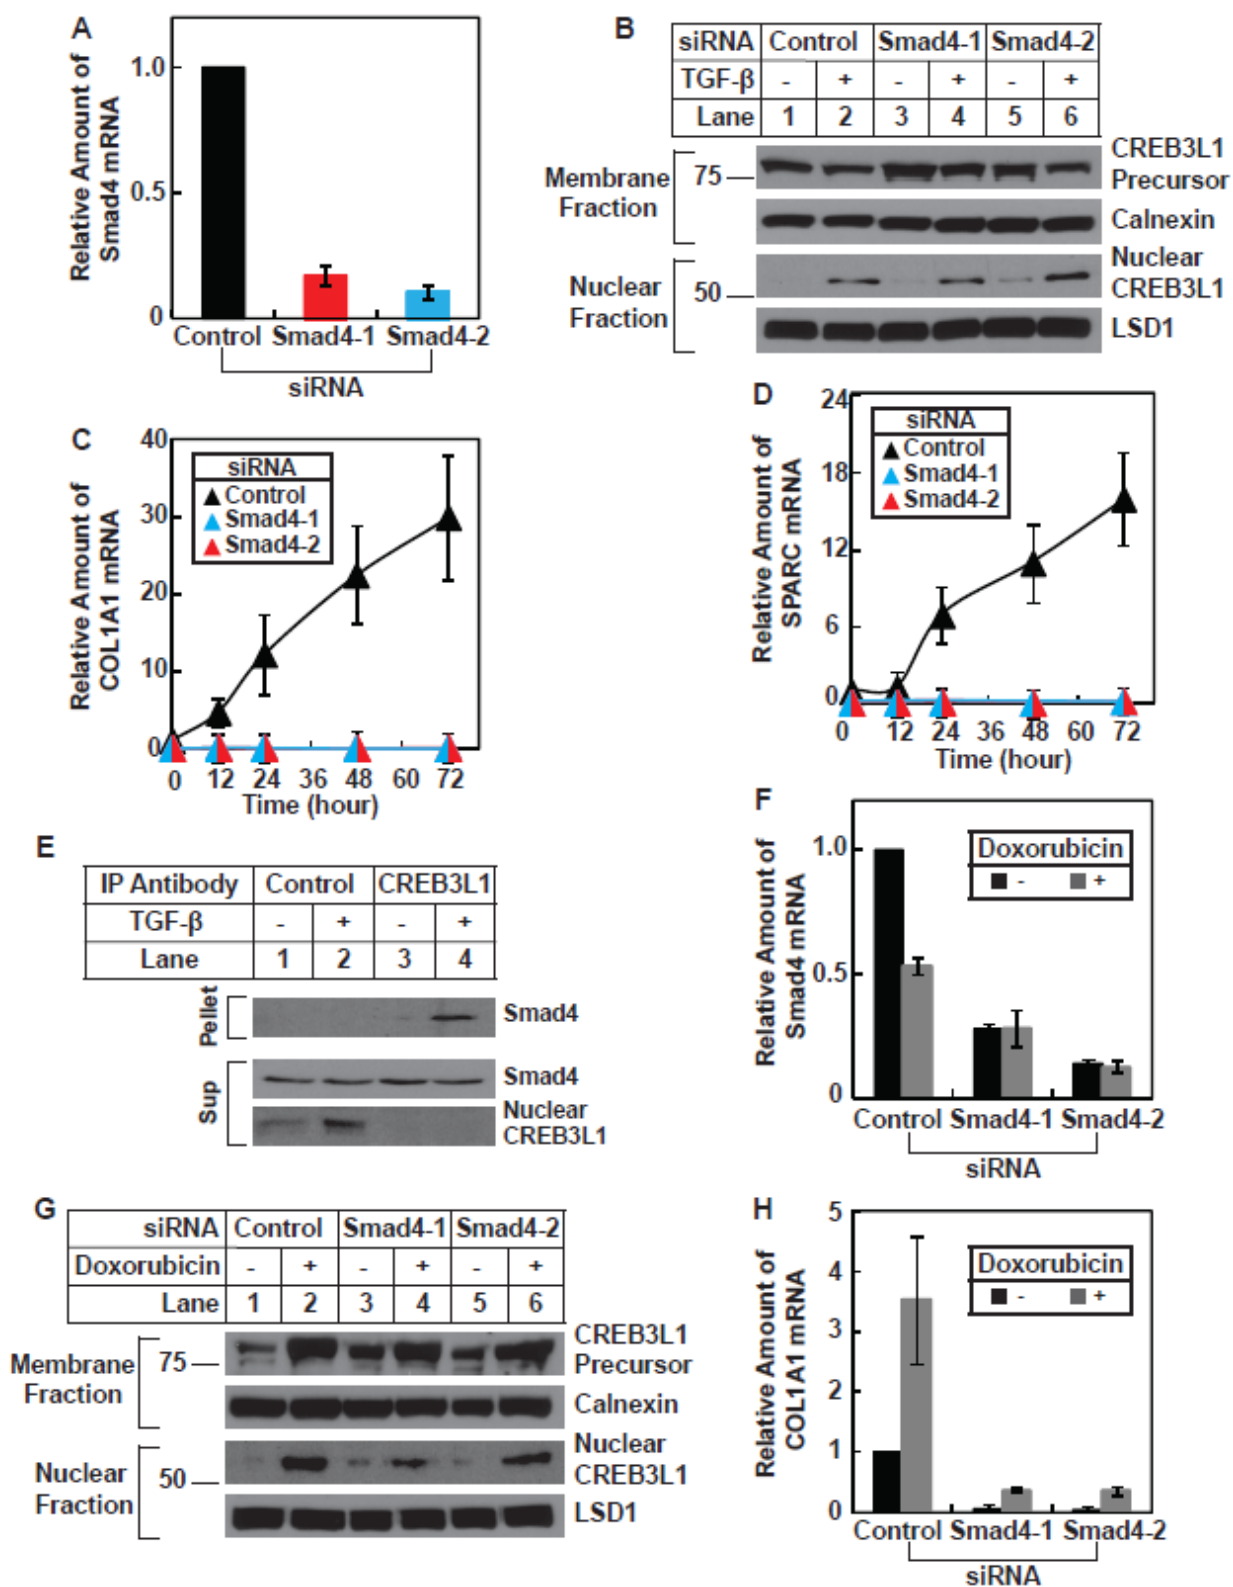 A
Relative Amount of
Smad4 mRNA
1.0
0.5
0
Control Smad4-1 Smad4-2
siRNA
B
siRNA Control Smad4-1 Smad4-2
TGF-β - + - + - +
Lane 1 2 3 4 5 6
Membrane
Fraction
75
CREB3L1
Precursor
Calnexin
Nuclear
Fraction
50
Nuclear
CREB3L1
LSD1
C
Relative Amount of
COL1A1 mRNA
40
30
20
10
0
siRNA
Control
Smad4-1
Smad4-2
0 12 24 36 48 60 72
Time (hour)
D
Relative Amount of
SPARC mRNA
24
18
12
6
0
siRNA
Control
Smad4-1
Smad4-2
0 12 24 36 48 60 72
Time (hour)
E
IP Antibody Control CREB3L1
TGF-β - + - +
Lane 1 2 3 4
Pellet
Smad4
Sup
Smad4
Nuclear
CREB3L1
F
Relative Amount of
Smad4 mRNA
1.0
0.5
0
Doxorubicin
- +
Control Smad4-1 Smad4-2
siRNA
G
siRNA Control Smad4-1 Smad4-2
Doxorubicin - + - + - +
Lane 1 2 3 4 5 6
Membrane
Fraction
75
CREB3L1
Precursor
Calnexin
Nuclear
Fraction
50
Nuclear
CREB3L1
LSD1
H
Relative Amount of
COL1A1 mRNA
5
4
3
2
1
0
Doxorubicin
- +
Control Smad4-1 Smad4-2
siRNA